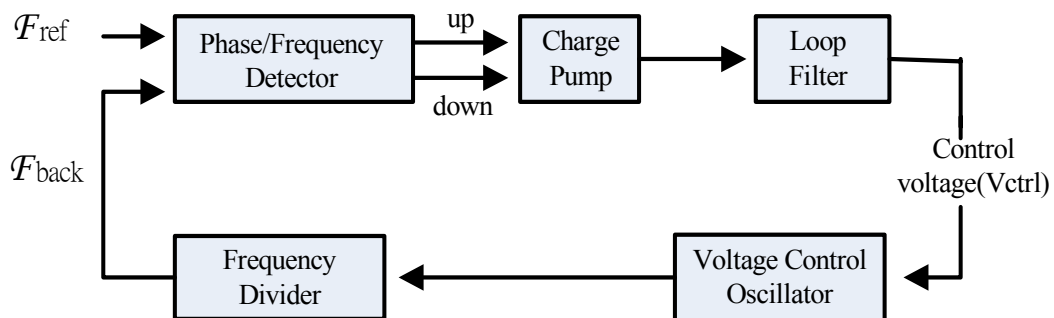 Fref
Phase/Frequency
Detector
up
down
Charge
Pump
Loop
Filter
Control
voltage(Vctrl)
Fback
Frequency
Divider
Voltage Control
Oscillator